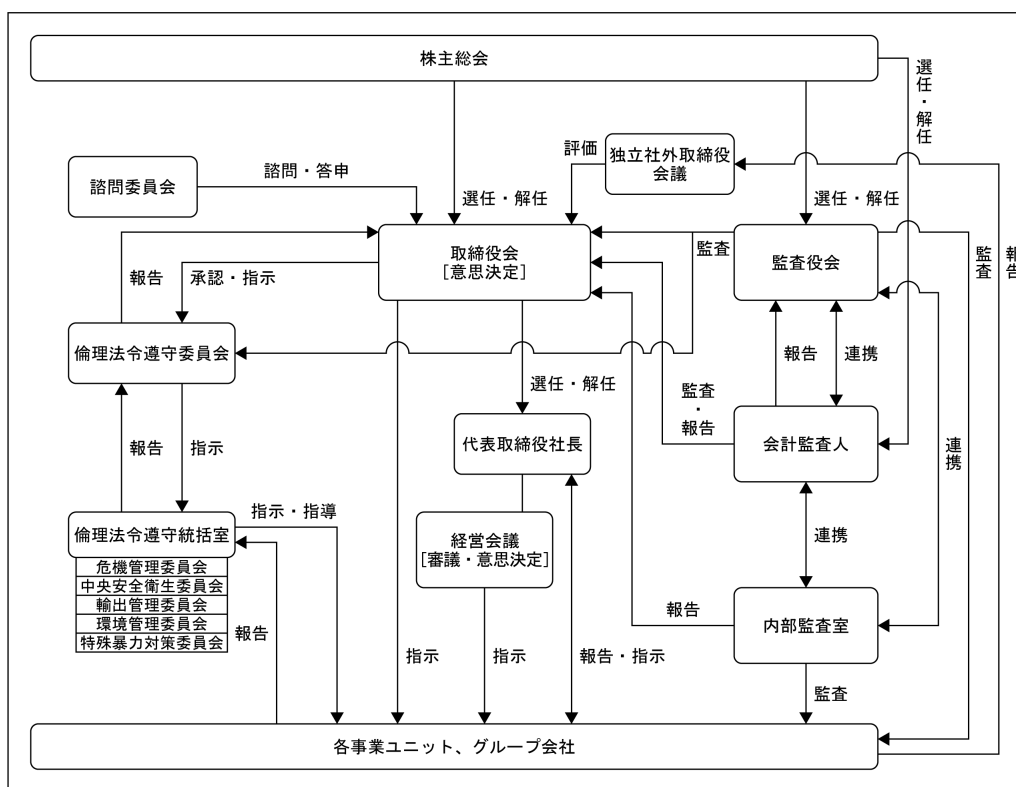 株主総会
選任・解任
諮問委員会
諮問・答申
評価
独立社外取締役
会議
選任・解任
選任・解任
報告
承認・指示
取締役会
[意思決定]
監査
監査役会
監査
報告
倫理法令遵守委員会
報告
連携
選任・解任
監査・報告
報告
指示
代表取締役社長
会計監査人
連携
倫理法令遵守統括室
指示・指導
経営会議
[審議・意思決定]
連携
危機管理委員会
中央安全衛生委員会
輸出管理委員会
環境管理委員会
特殊暴力対策委員会
報告
報告
内部監査室
指示
指示
報告・指示
監査
各事業ユニット、グループ会社